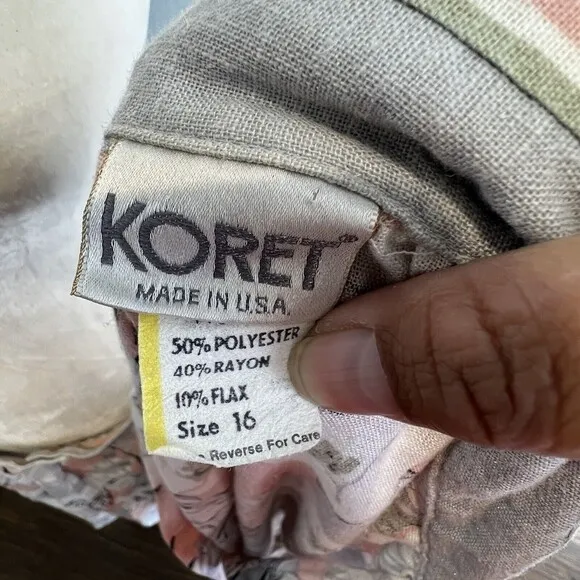 KORET
MADE IN U.S.A.
50% POLYESTER
40% RAYON
10% FLAX
Size 16
Reverse For Care